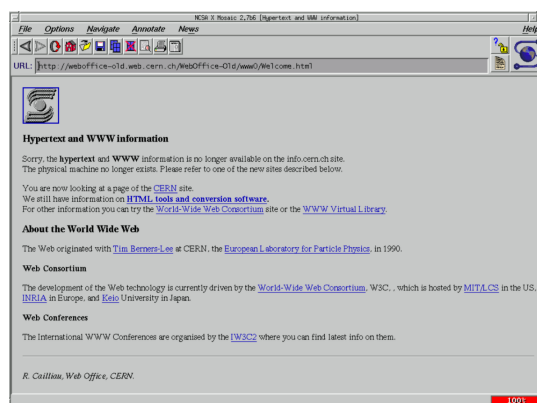 NCSA X Mosaic 2.7b6 [Hypertext and WWW information]
File Options Navigate Annotate News Help
URL: http://weboffice-old.web.cern.ch/WebOffice-Old/www0/Welcome.html
Hypertext and WWW information
Sorry, the hypertext and WWW information is no longer available on the info.cern.ch site.
The physical machine no longer exists. Please refer to one of the new sites described below.
You are now looking at a page of the CERN site.
We still have information on HTML tools and conversion software.
For other information you can try the World-Wide Web Consortium site or the WWW Virtual Library.
About the World Wide Web
The Web originated with Tim Berners-Lee at CERN, the European Laboratory for Particle Physics, in 1990.
Web Consortium
The development of the Web technology is currently driven by the World-Wide Web Consortium, W3C, , which is hosted by MIT/LCS in the US,
INRIA in Europe, and Keio University in Japan.
Web Conferences
The International WWW Conferences are organised by the IW3C2 where you can find latest info on them.
R. Cailliau, Web Office, CERN.
100%